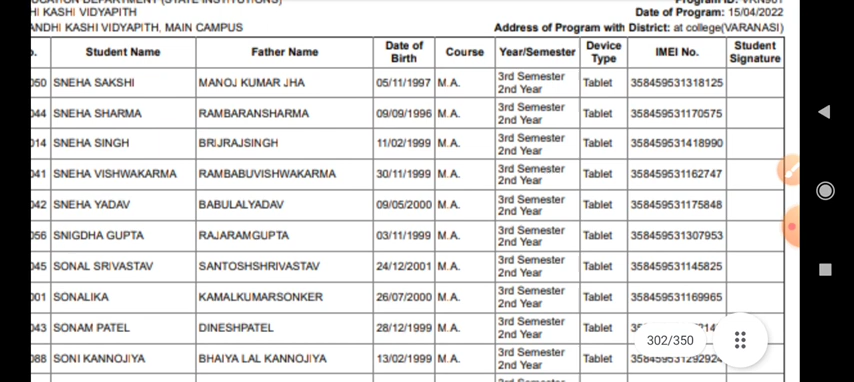 HI KASHI VIDYAPITH
Date of Program: 15/04/2022
ANDHI KASHI VIDYAPITH, MAIN CAMPUS Address of Program with District: at college(VARANASI)
Student Name Father Name Date of Birth Course Year/Semester Device Type IMEI No. Student Signature
050 SNEHA SAKSHI MANOJ KUMAR JHA 05/11/1997 M.A. 3rd Semester 2nd Year Tablet 358459531318125
044 SNEHA SHARMA RAMBARANSHARMA 09/09/1996 M.A. 3rd Semester 2nd Year Tablet 358459531170575
014 SNEHA SINGH BRIJRAJSINGH 11/02/1999 M.A. 3rd Semester 2nd Year Tablet 358459531418990
041 SNEHA VISHWAKARMA RAMBABUVISHWAKARMA 30/11/1999 M.A. 3rd Semester 2nd Year Tablet 358459531162747
042 SNEHA YADAV BABULALYADAV 09/05/2000 M.A. 3rd Semester 2nd Year Tablet 358459531175848
056 SNIGDHA GUPTA RAJARAMGUPTA 03/11/1999 M.A. 3rd Semester 2nd Year Tablet 358459531307953
045 SONAL SRIVASTAV SANTOSHSHRIVASTAV 24/12/2001 M.A. 3rd Semester 2nd Year Tablet 358459531145825
001 SONALIKA KAMALKUMARSONKER 26/07/2000 M.A. 3rd Semester 2nd Year Tablet 358459531169965
043 SONAM PATEL DINESHPATEL 28/12/1999 M.A. 3rd Semester 2nd Year Tablet
302/350
088 SONI KANNOJIYA BHAIYA LAL KANNOJIYA 13/02/1999 M.A. 3rd Semester 2nd Year Tablet